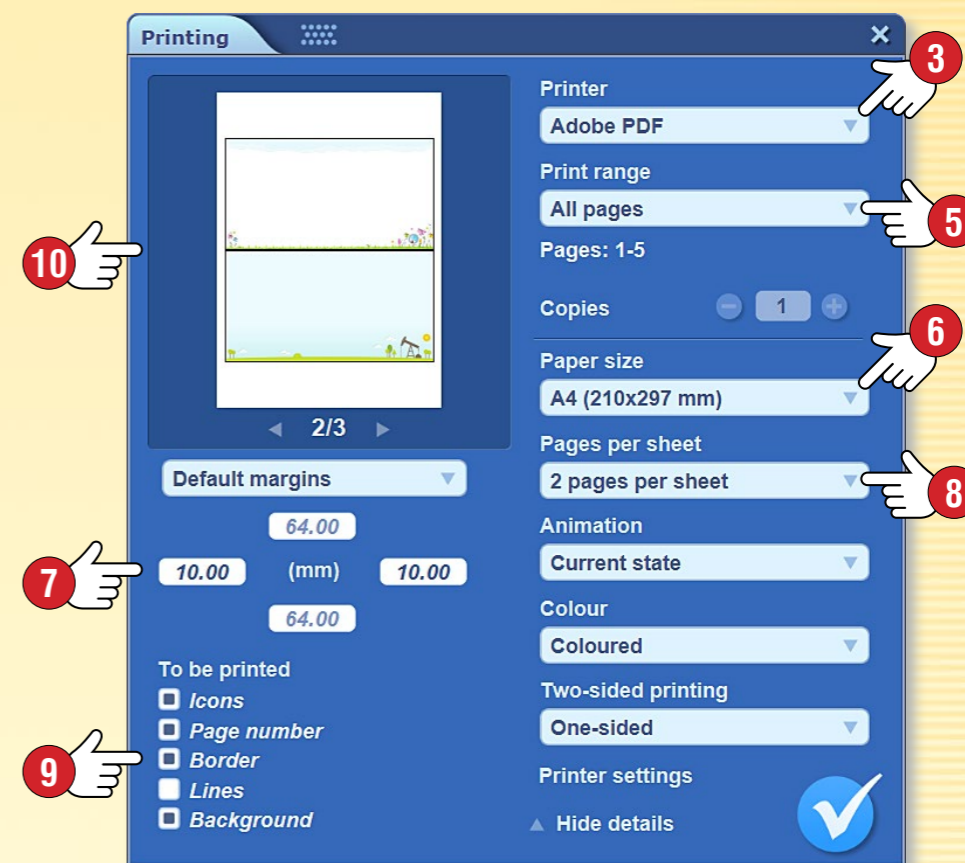 Printing
3
Printer
Adobe PDF
Print range
All pages
5
Pages: 1-5
10
Copies
1
6
Paper size
A4 (210x297 mm)
2/3
Pages per sheet
2 pages per sheet
8
Default margins
64.00
Animation
Current state
7
10.00 (mm) 10.00
64.00
Colour
Coloured
To be printed
Icons
Page number
Border
Lines
Background
9
Two-sided printing
One-sided
Printer settings
Hide details